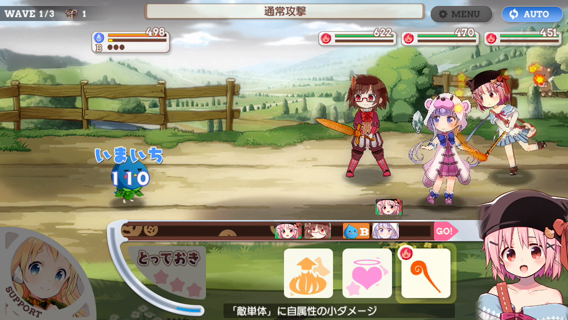 WAVE 1/3 1
通常攻撃
MENU
AUTO
498
B
622
470
451
いまいち
110
B
GO!
とっておき
SUPPORT
「敵単体」に自属性の小ダメージ